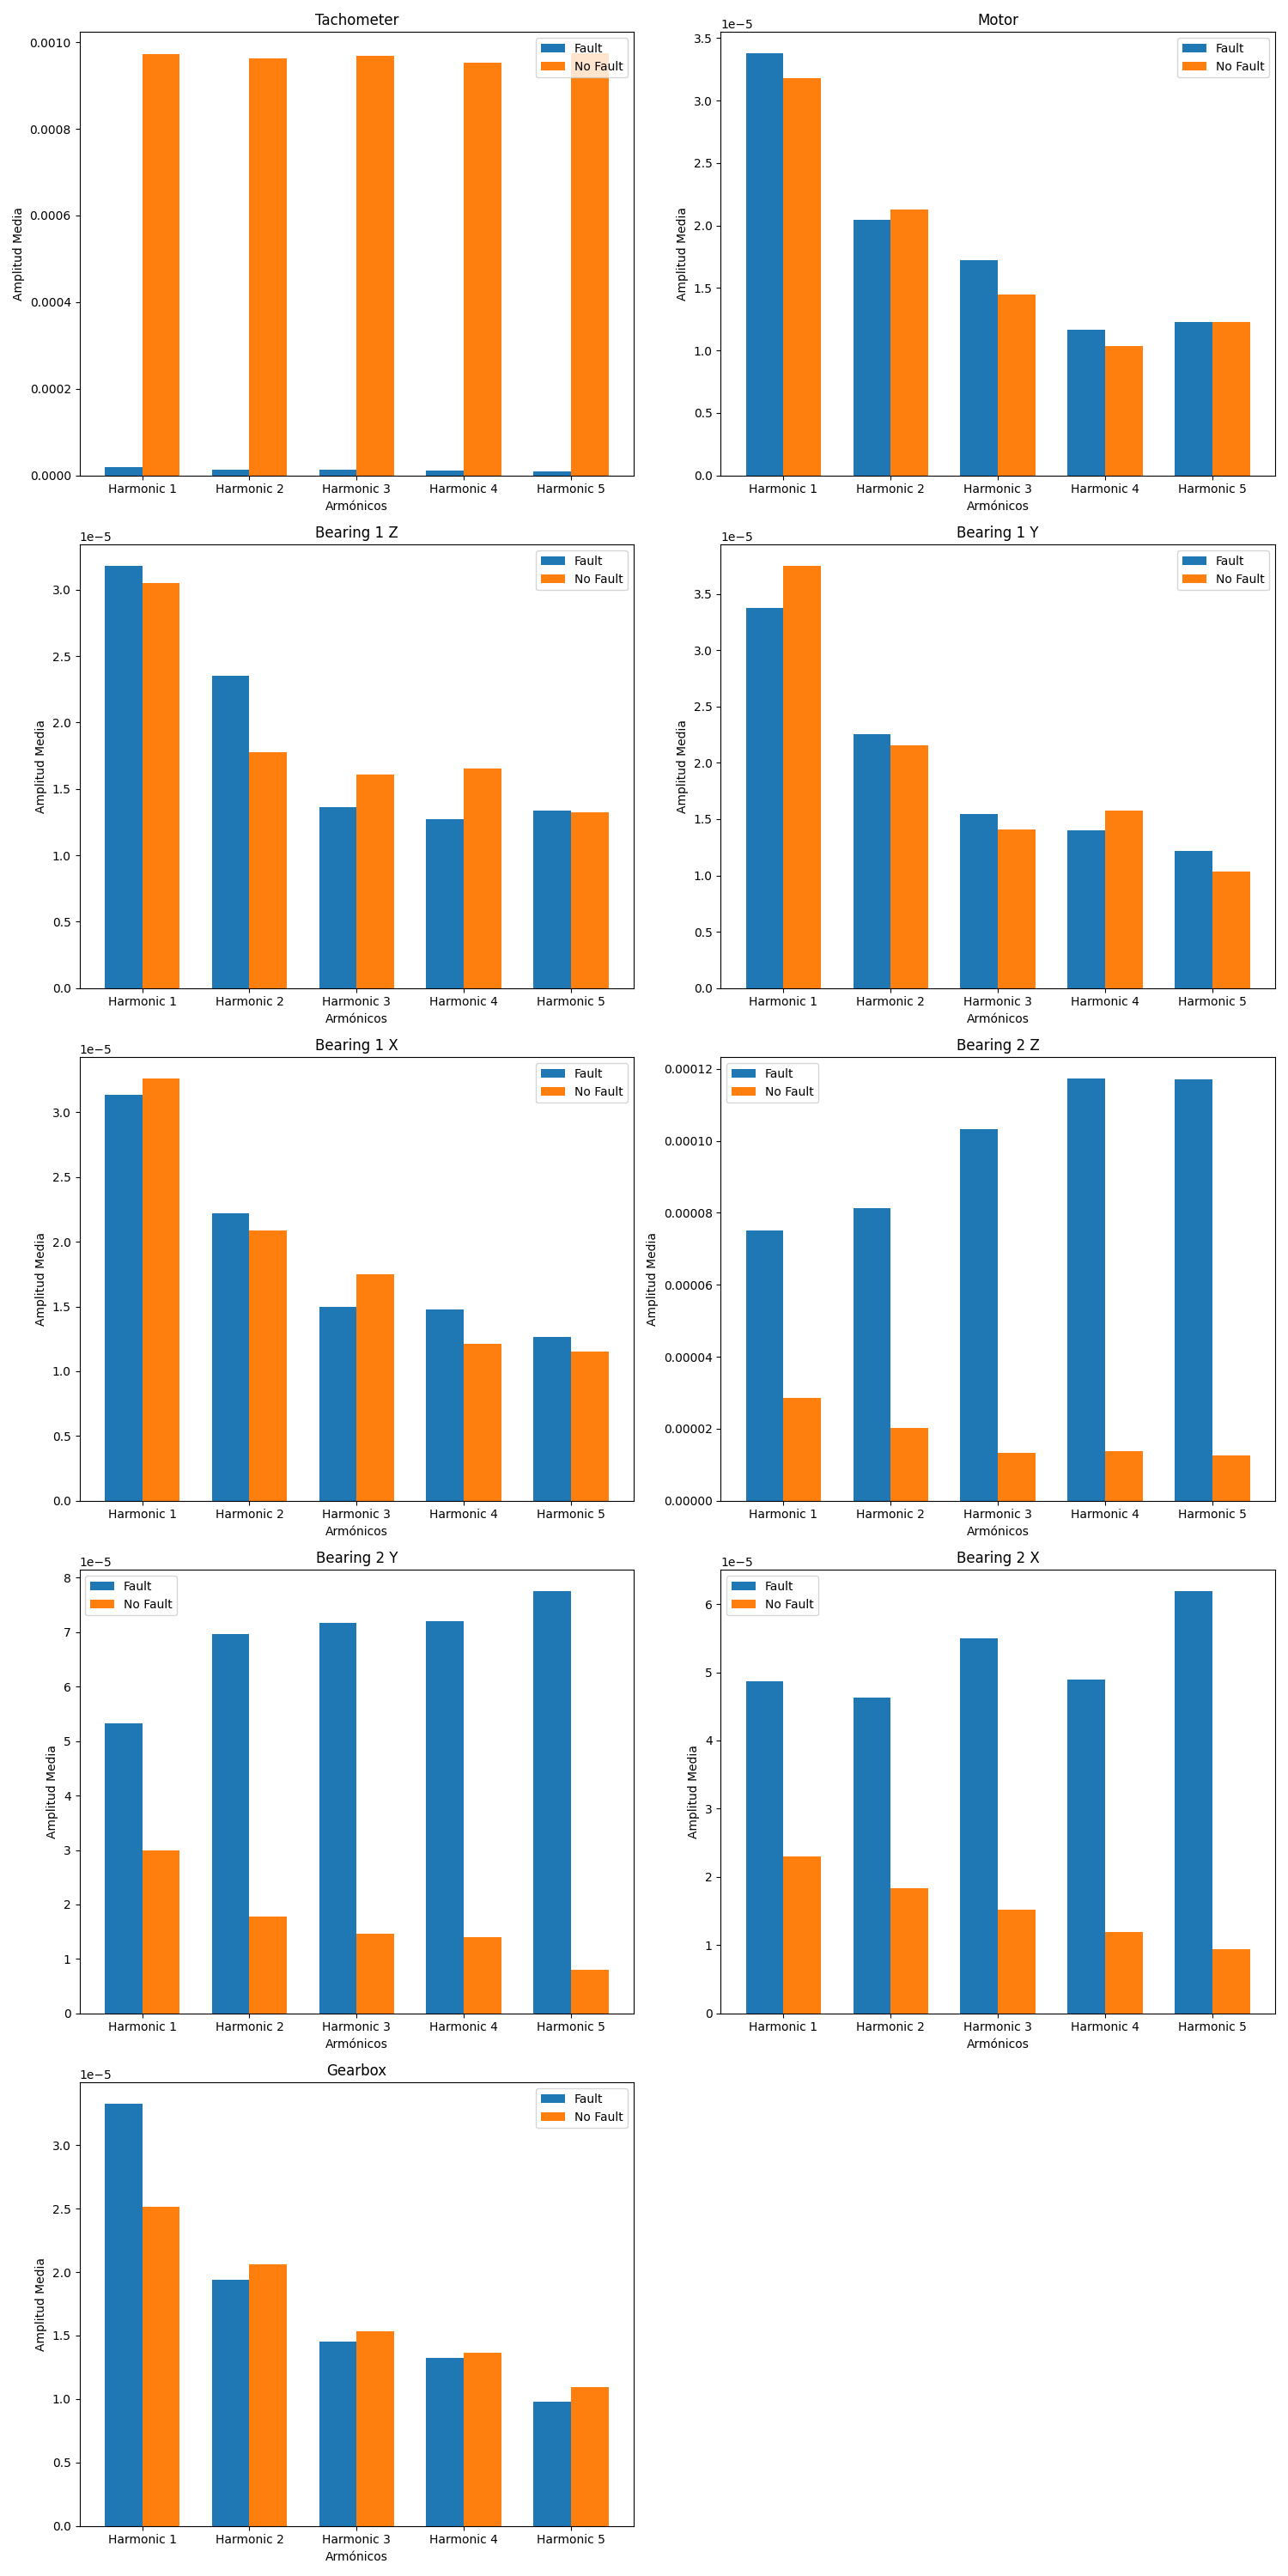 Tachometer
Fault
No Fault
0.0010
0.0008
0.0006
0.0004
0.0002
0.0000
Amplitud Media
Harmonic 1 Harmonic 2 Harmonic 3 Harmonic 4 Harmonic 5
Armónicos
Motor
1e−5
Fault
No Fault
3.5
3.0
2.5
2.0
1.5
1.0
0.5
0.0
Amplitud Media
Harmonic 1 Harmonic 2 Harmonic 3 Harmonic 4 Harmonic 5
Armónicos
Bearing 1 Z
1e−5
Fault
No Fault
3.0
2.5
2.0
1.5
1.0
0.5
0.0
Amplitud Media
Harmonic 1 Harmonic 2 Harmonic 3 Harmonic 4 Harmonic 5
Armónicos
Bearing 1 Y
1e−5
Fault
No Fault
3.5
3.0
2.5
2.0
1.5
1.0
0.5
0.0
Amplitud Media
Harmonic 1 Harmonic 2 Harmonic 3 Harmonic 4 Harmonic 5
Armónicos
Bearing 1 X
1e−5
Fault
No Fault
3.0
2.5
2.0
1.5
1.0
0.5
0.0
Amplitud Media
Harmonic 1 Harmonic 2 Harmonic 3 Harmonic 4 Harmonic 5
Armónicos
Bearing 2 Z
Fault
No Fault
0.00012
0.00010
0.00008
0.00006
0.00004
0.00002
0.00000
Amplitud Media
Harmonic 1 Harmonic 2 Harmonic 3 Harmonic 4 Harmonic 5
Armónicos
Bearing 2 Y
1e−5
Fault
No Fault
8
7
6
5
4
3
2
1
0
Amplitud Media
Harmonic 1 Harmonic 2 Harmonic 3 Harmonic 4 Harmonic 5
Armónicos
Bearing 2 X
1e−5
Fault
No Fault
6
5
4
3
2
1
0
Amplitud Media
Harmonic 1 Harmonic 2 Harmonic 3 Harmonic 4 Harmonic 5
Armónicos
Gearbox
1e−5
Fault
No Fault
3.0
2.5
2.0
1.5
1.0
0.5
0.0
Amplitud Media
Harmonic 1 Harmonic 2 Harmonic 3 Harmonic 4 Harmonic 5
Armónicos